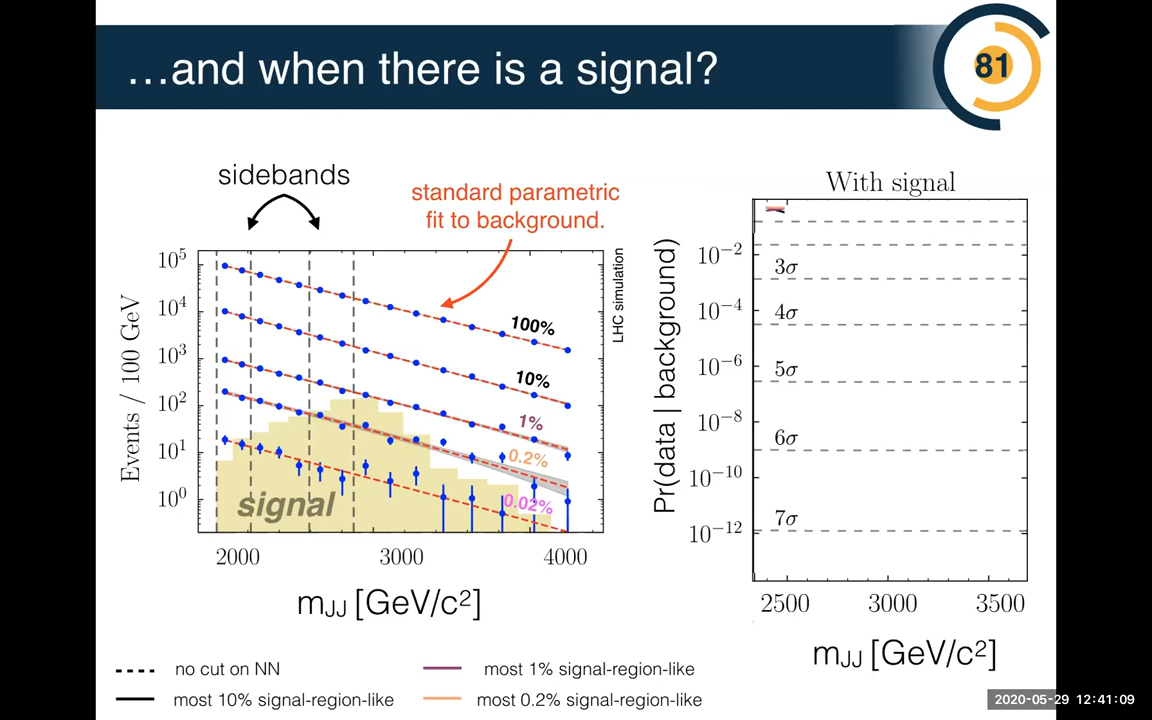 …and when there is a signal?
81
sidebands
standard parametric
fit to background.
With signal
Events / 100 GeV
10⁵
10⁴
10³
10²
10¹
10⁰
100%
10%
1%
0.2%
0.02%
signal
LHC simulation
2000
3000
4000
mJJ [GeV/c²]
Pr(data | background)
10⁻²
10⁻⁴
10⁻⁶
10⁻⁸
10⁻¹⁰
10⁻¹²
3σ
4σ
5σ
6σ
7σ
2500
3000
3500
mJJ [GeV/c²]
no cut on NN
most 10% signal-region-like
most 1% signal-region-like
most 0.2% signal-region-like
2020-05-29 12:41:09